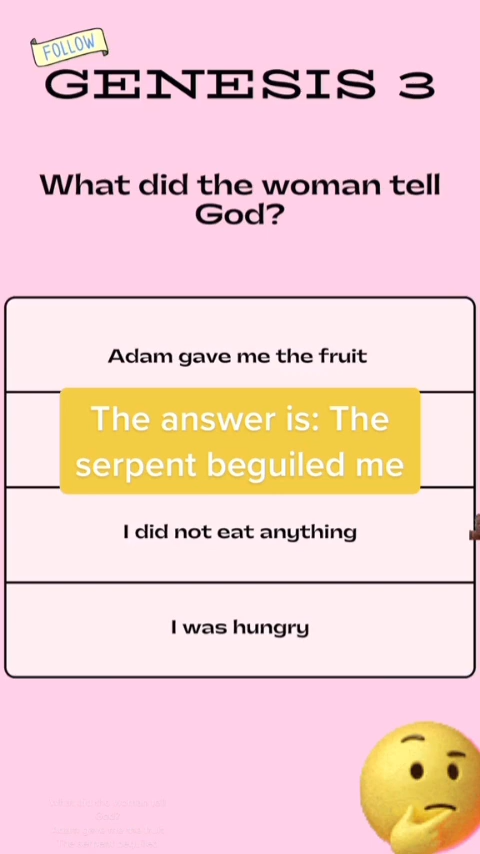 FOLLOW
GENESIS 3
What did the woman tell
God?
Adam gave me the fruit
The answer is: The
serpent beguiled me
I did not eat anything
I was hungry